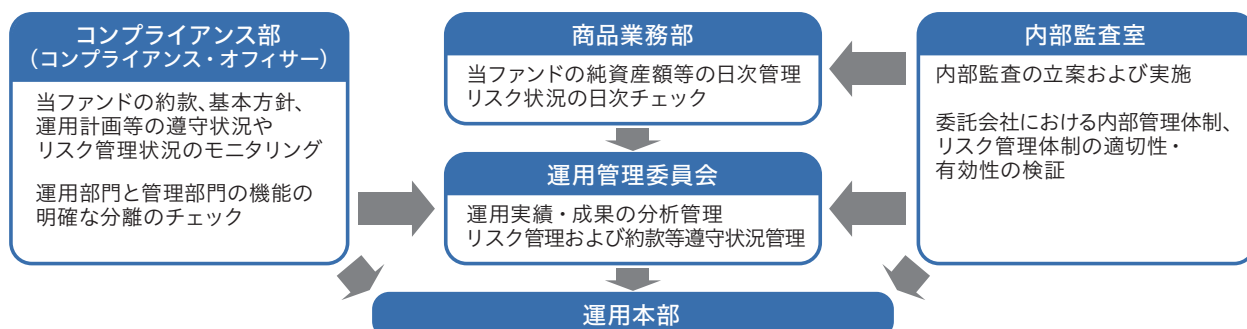 コンプライアンス部
（コンプライアンス・オフィサー）
当ファンドの約款、基本方針、
運用計画等の遵守状況や
リスク管理状況のモニタリング
運用部門と管理部門の機能の
明確な分離のチェック
商品業務部
当ファンドの純資産額等の日次管理
リスク状況の日次チェック
運用管理委員会
運用実績・成果の分析管理
リスク管理および約款等遵守状況管理
内部監査室
内部監査の立案および実施
委託会社における内部管理体制、
リスク管理体制の適切性・
有効性の検証
運用本部